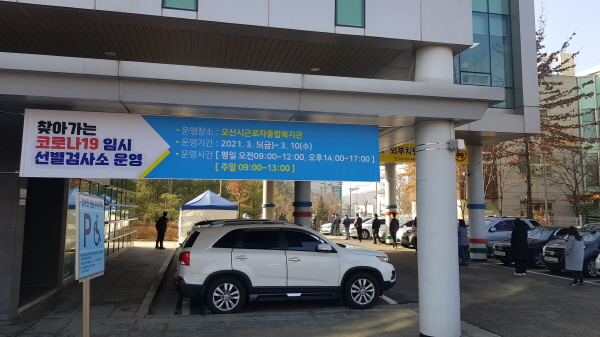 찾아가는
코로나19 임시
선별검사소 운영
• 운영장소 : 오산시근로자종합복지관
• 운영기간 : 2021. 3. 5(금)~ 3. 10(수)
• 운영시간 [ 평일 오전09:00~12:00, 오후14:00~17:00 ]
[ 주말 09:00~13:00 ]
외부차
P